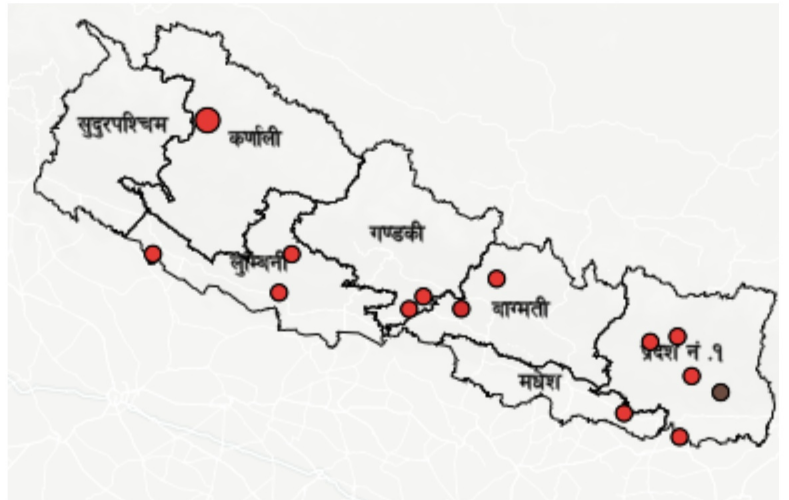 सुदुरपश्चिम
कर्णाली
गण्डकी
लुम्बिनी
बाग्मती
प्रदेश नं .१
मधेश